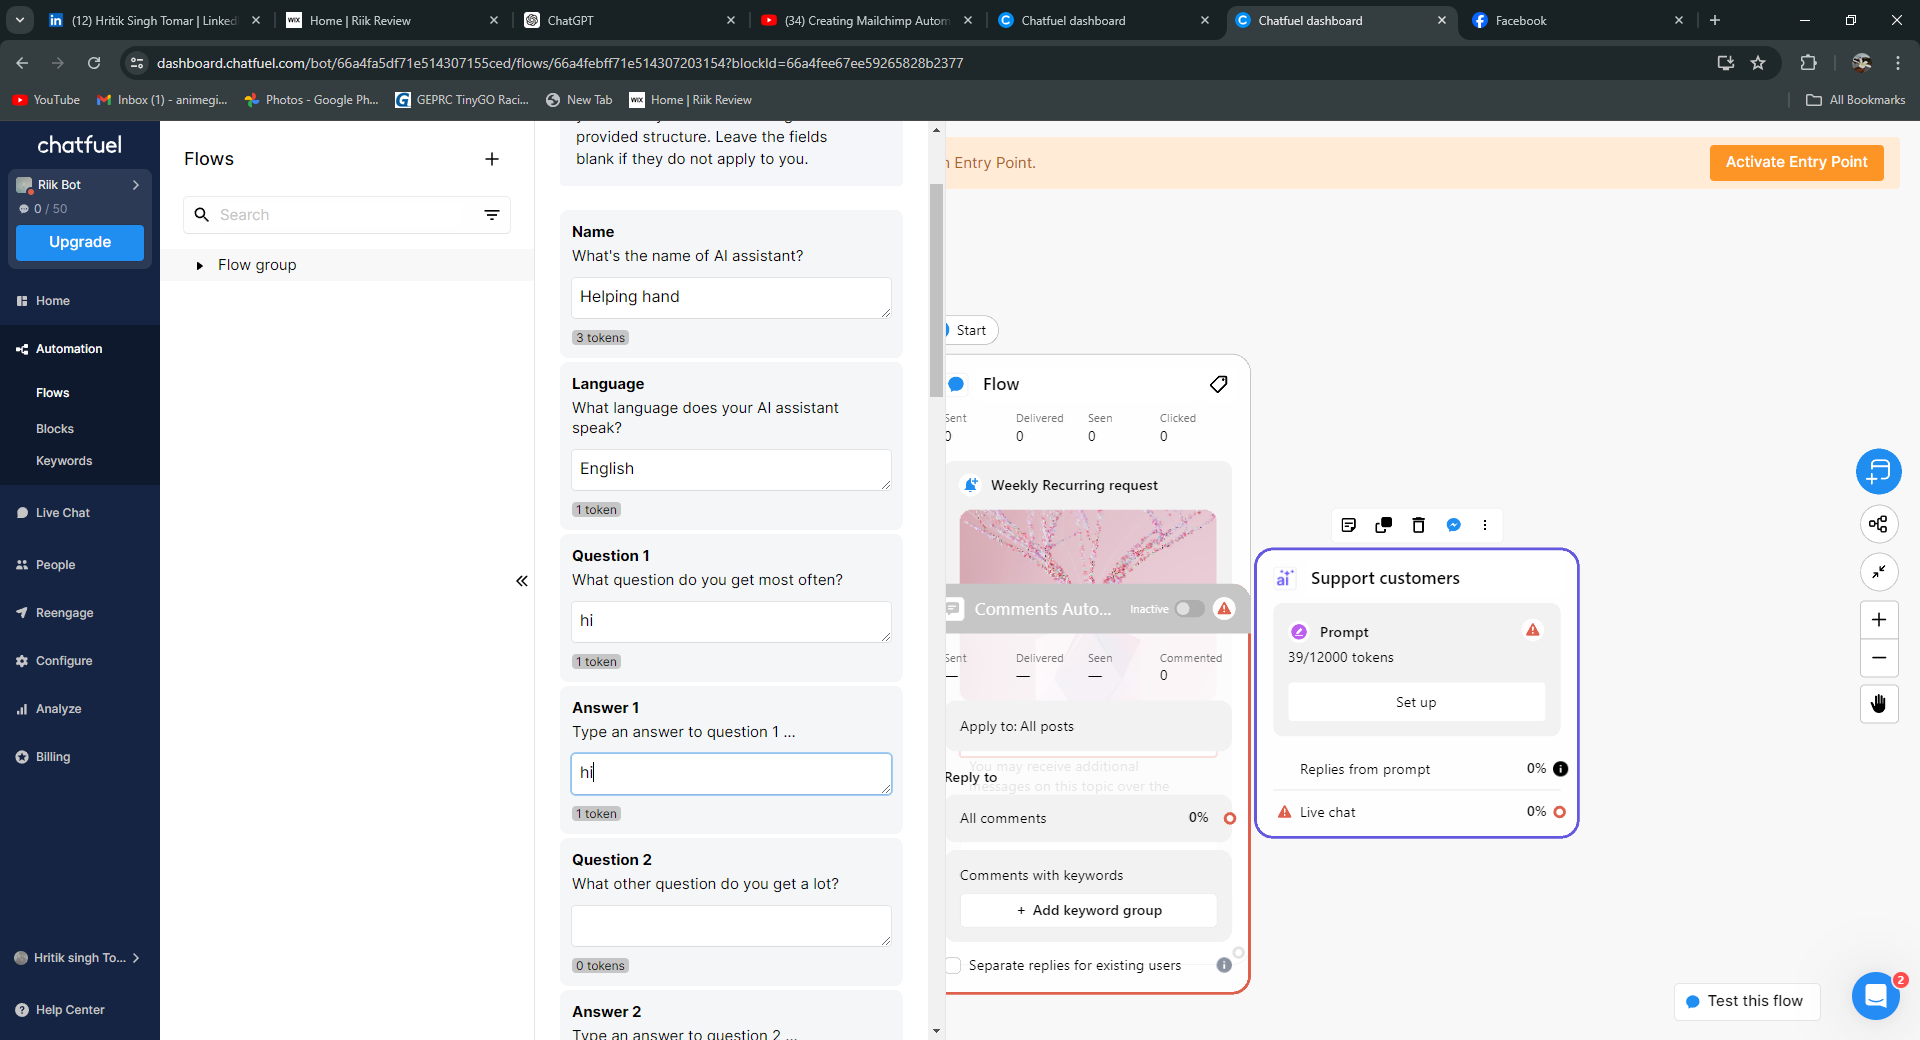 (12) Hritik Singh Tomar | Linked
Home | Riik Review
ChatGPT
(34) Creating Mailchimp Autom
Chatfuel dashboard
Chatfuel dashboard
Facebook
dashboard.chatfuel.com/bot/66a4fa5df71e514307155ced/flows/66a4febff71e514307203154?blockId=66a4fee67ee59265828b2377
YouTube
Inbox (1) - animegi...
Photos - Google Ph...
GEPRC TinyGO Raci...
New Tab
WIX Home | Riik Review
All Bookmarks
chatfuel
Riik Bot
0 / 50
Upgrade
Home
Automation
Flows
Blocks
Keywords
Live Chat
People
Reengage
Configure
Analyze
Billing
Hritik singh To...
Help Center
Flows
Search
Flow group
provided structure. Leave the fields
blank if they do not apply to you.
Name
What's the name of AI assistant?
Helping hand
3 tokens
Language
What language does your AI assistant
speak?
English
1 token
Question 1
What question do you get most often?
hi
1 token
Answer 1
Type an answer to question 1 ...
hi
1 token
Question 2
What other question do you get a lot?
0 tokens
Answer 2
Type an answer to question 2 ...
Entry Point.
Activate Entry Point
Start
Flow
Sent
Delivered
Seen
Clicked
0
0
0
0
Weekly Recurring request
Comments Auto...
Inactive
Sent
Delivered
Seen
Commented
—
—
—
0
Apply to: All posts
You may receive additional
Reply to
messages on this topic over the
All comments
0%
Comments with keywords
+ Add keyword group
Separate replies for existing users
ai Support customers
Prompt
39/12000 tokens
Set up
Replies from prompt
0%
Live chat
0%
Test this flow
2